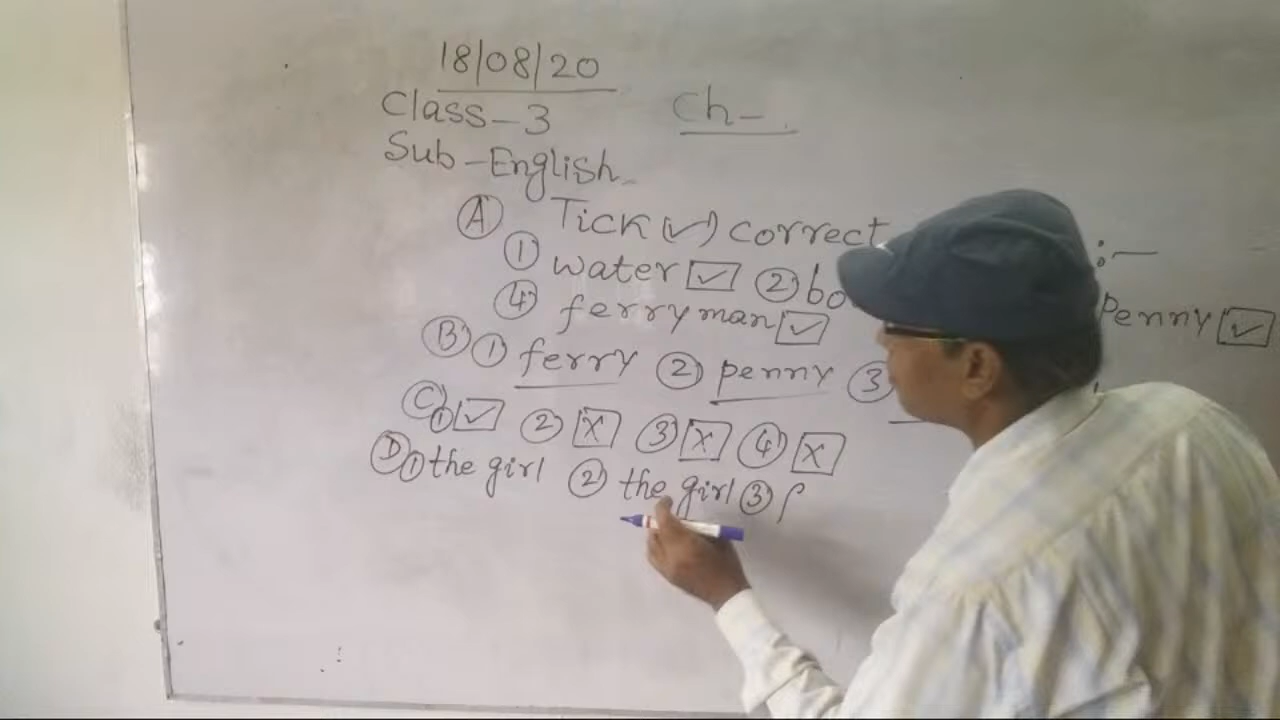 18/08/20
Class-3 Ch-
Sub-English
Ⓐ Tick (✓) correct :-
① water ☑ ② bo Penny ☑
④ ferryman ☑
Ⓑ ① ferry ② penny ③
Ⓒ ① ☑ ② ☒ ③ ☒ ④ ☒
Ⓓ ① the girl ② the girl ③ f